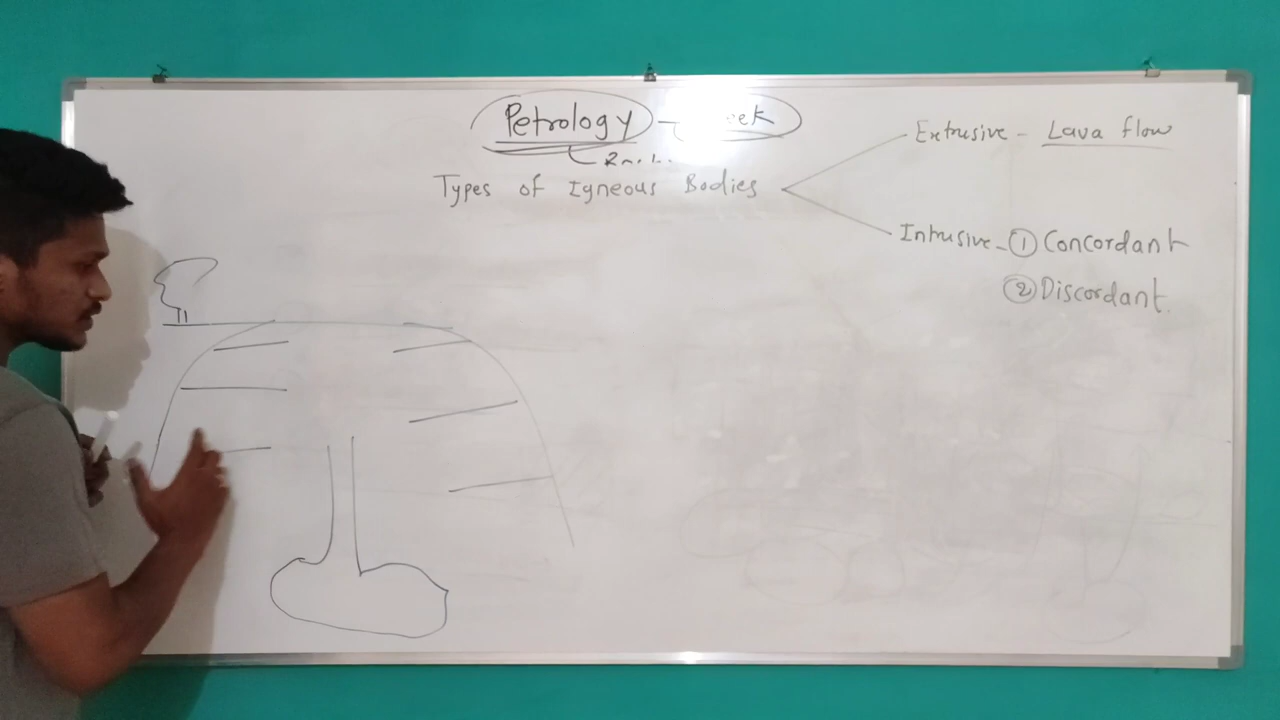 Petrology -
Types of Igneous Bodies
Extrusive - Lava flow
Intrusive - ① Concordant
② Discordant.